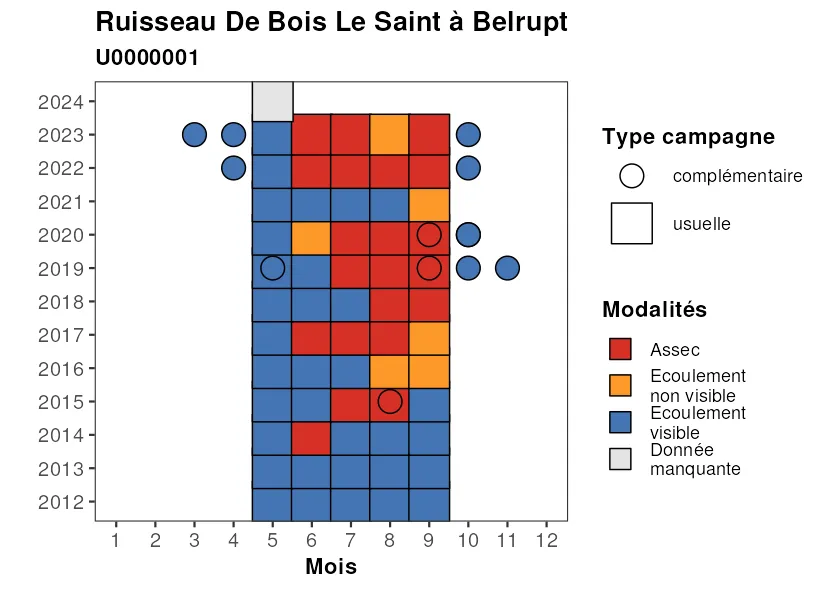 Ruisseau De Bois Le Saint à Belrupt
U0000001
2024
2023
2022
2021
2020
2019
2018
2017
2016
2015
2014
2013
2012
1 2 3 4 5 6 7 8 9 10 11 12
Mois
Type campagne
complémentaire
usuelle
Modalités
Assec
Ecoulement
non visible
Ecoulement
visible
Donnée
manquante